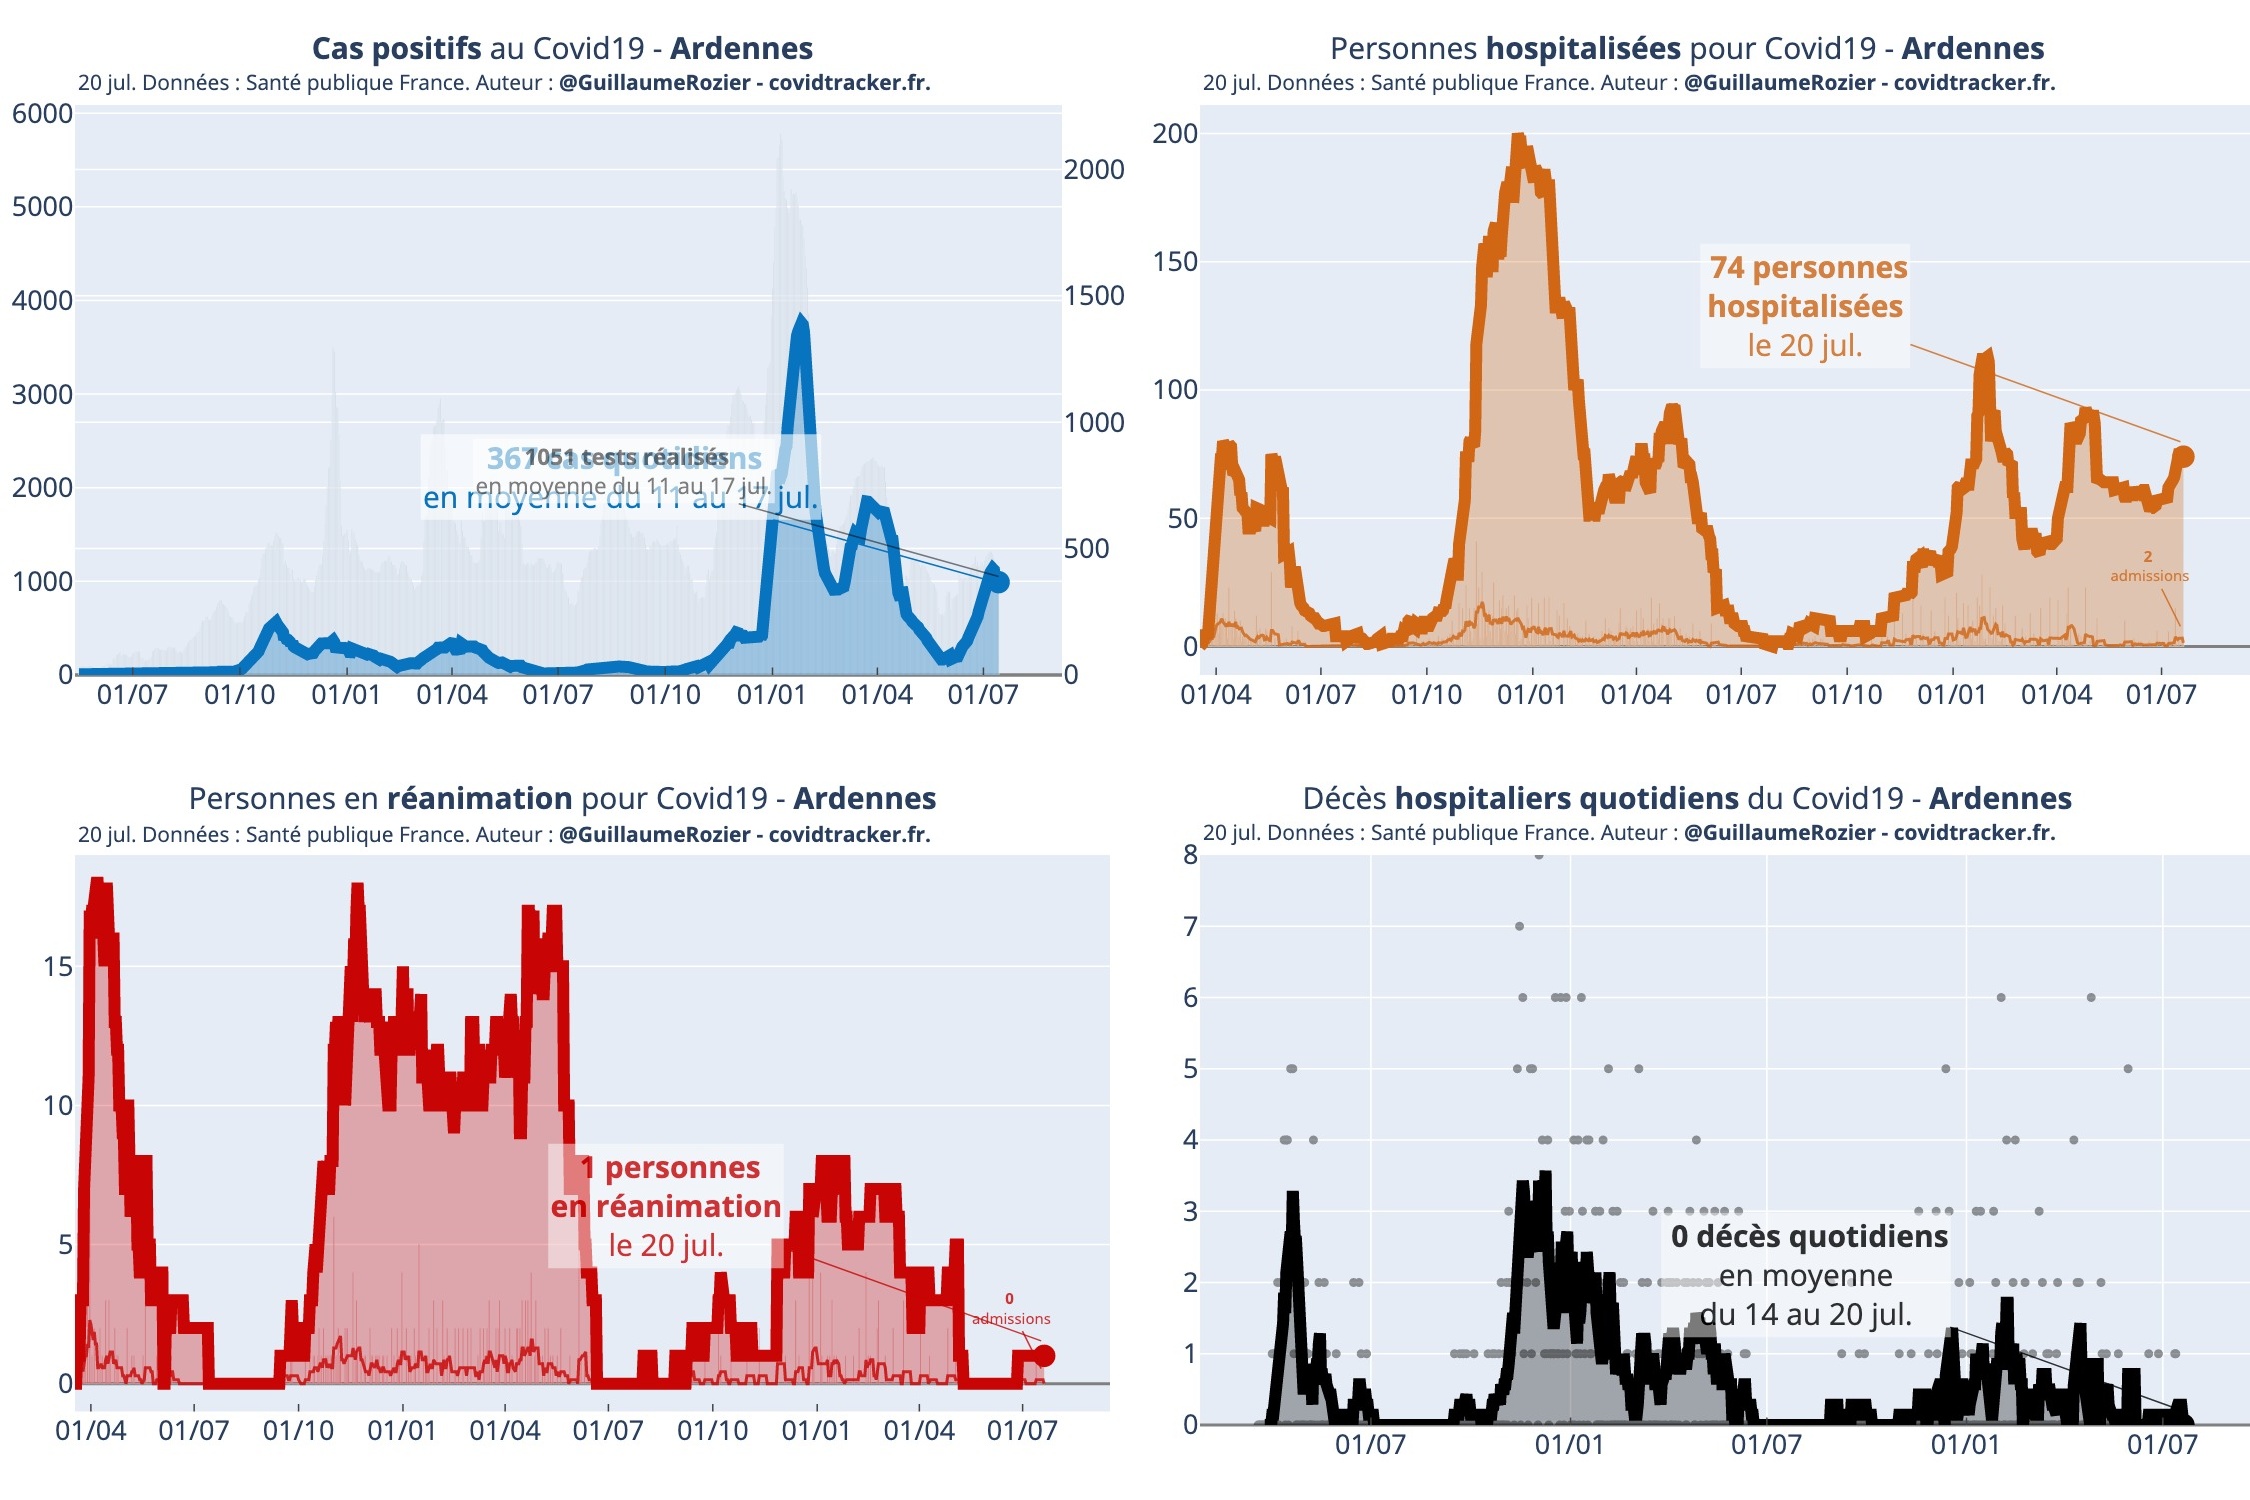 Cas positifs au Covid19 - Ardennes
20 jul. Données : Santé publique France. Auteur : @GuillaumeRozier - covidtracker.fr.
6000
5000
4000
3000
2000
1000
0
2000
1500
1000
500
0
367 cas quotidiens
en moyenne du 11 au 17 jul.
1051 tests réalisés
en moyenne du 11 au 17 jul.
01/07 01/10 01/01 01/04 01/07 01/10 01/01 01/04 01/07
Personnes hospitalisées pour Covid19 - Ardennes
20 jul. Données : Santé publique France. Auteur : @GuillaumeRozier - covidtracker.fr.
200
150
100
50
0
74 personnes
hospitalisées
le 20 jul.
2
admissions
01/04 01/07 01/10 01/01 01/04 01/07 01/10 01/01 01/04 01/07
Personnes en réanimation pour Covid19 - Ardennes
20 jul. Données : Santé publique France. Auteur : @GuillaumeRozier - covidtracker.fr.
15
10
5
0
1 personnes
en réanimation
le 20 jul.
0
admissions
01/04 01/07 01/10 01/01 01/04 01/07 01/10 01/01 01/04 01/07
Décès hospitaliers quotidiens du Covid19 - Ardennes
20 jul. Données : Santé publique France. Auteur : @GuillaumeRozier - covidtracker.fr.
8
7
6
5
4
3
2
1
0
0 décès quotidiens
en moyenne
du 14 au 20 jul.
01/07 01/01 01/07 01/01 01/07